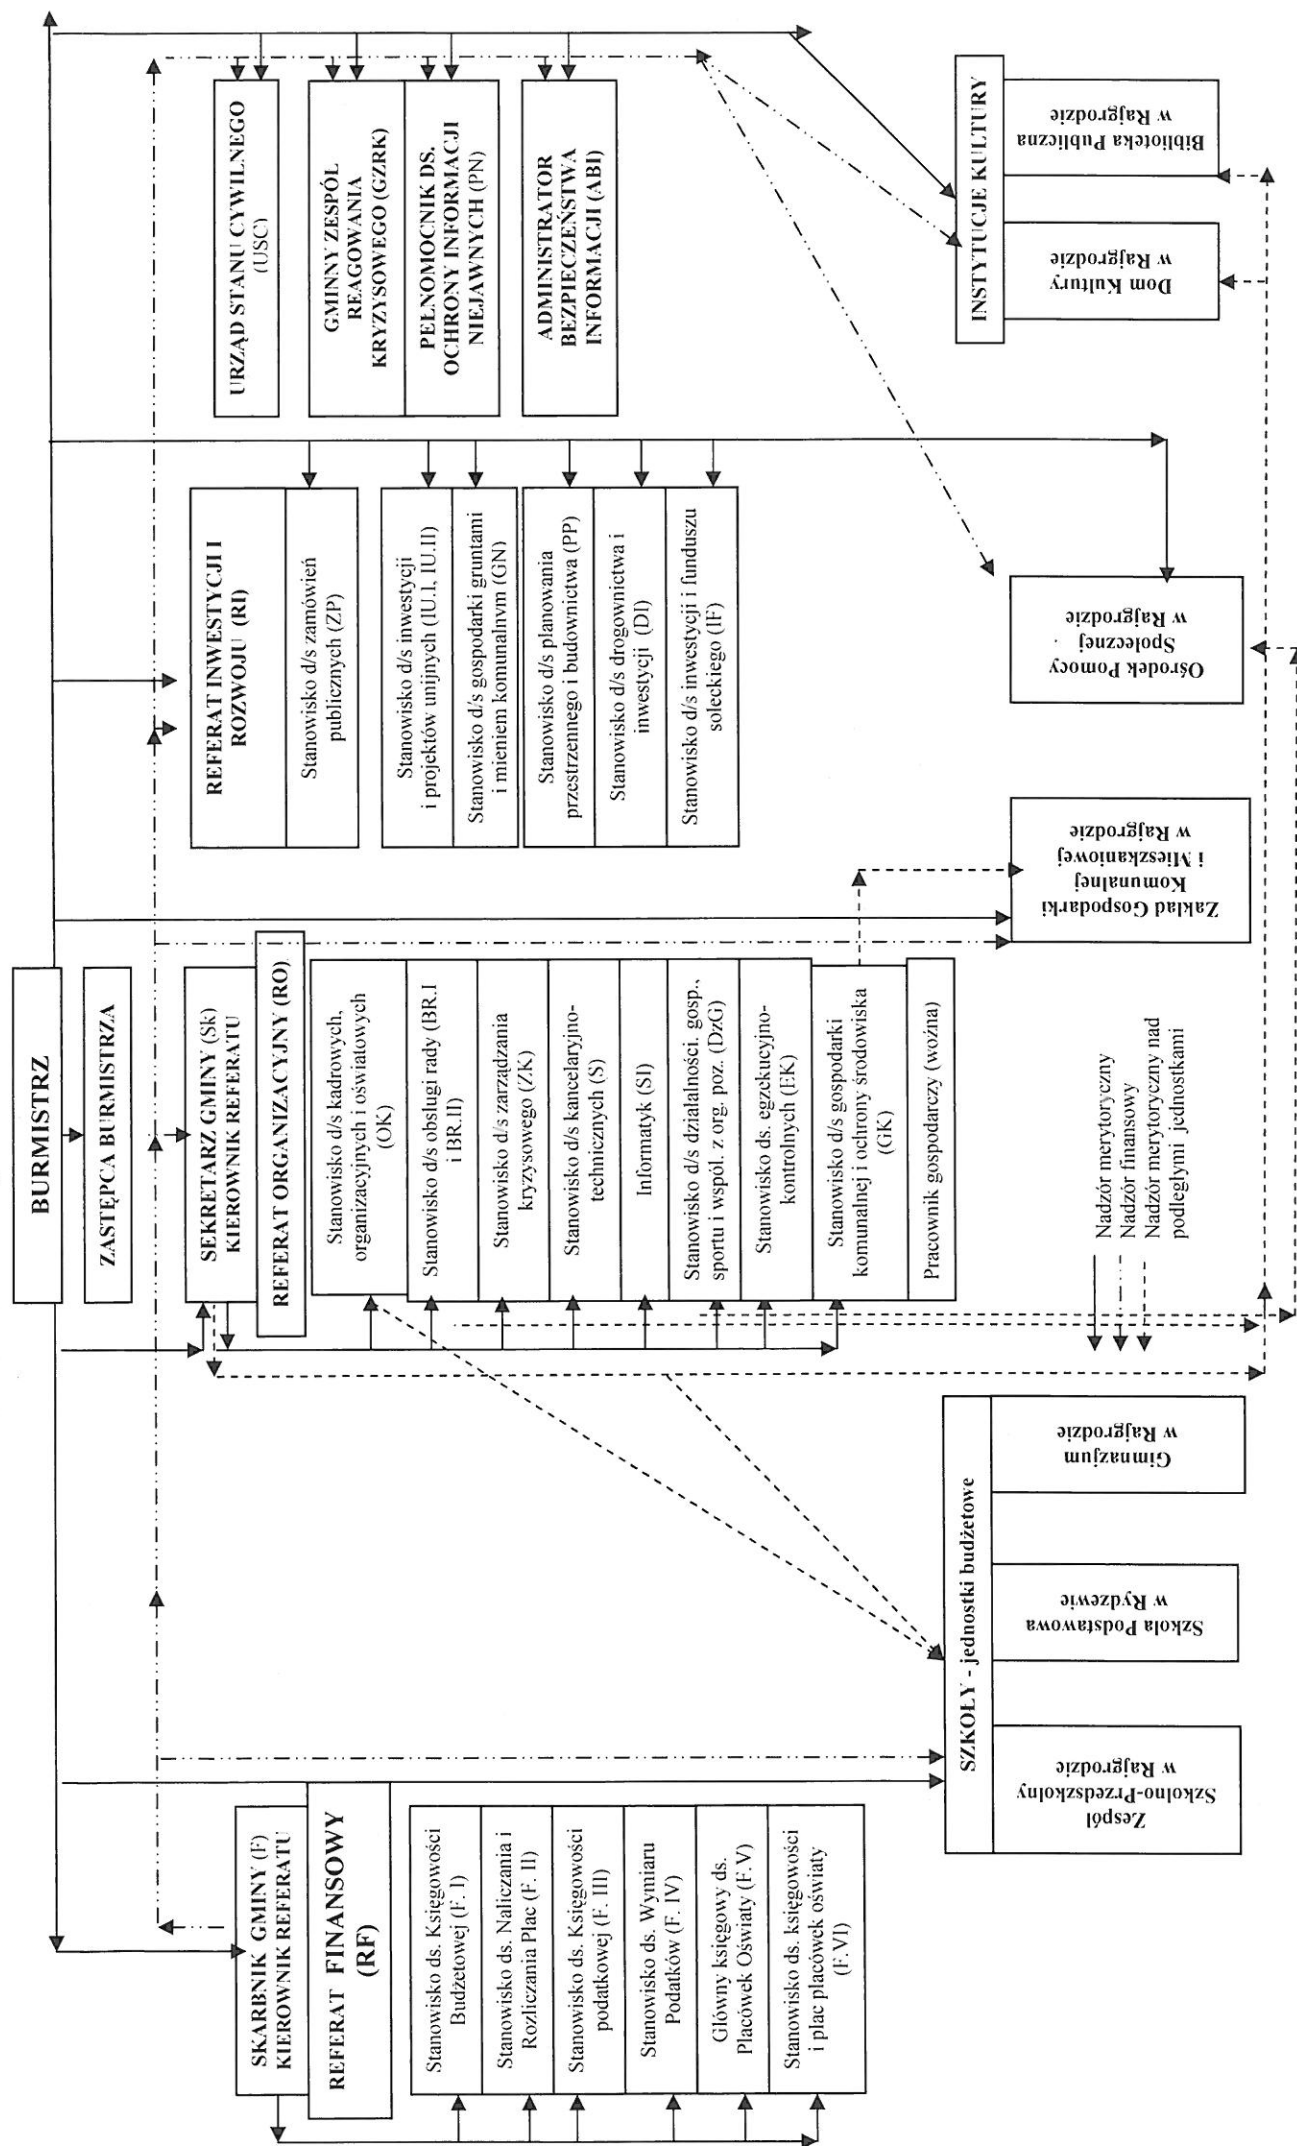 BURMISTRZ
ZASTĘPCA BURMISTRZA
SKARBNIK GMINY (F)
KIEROWNIK REFERATU
REFERAT FINANSOWY
(RF)
Stanowisko ds. Księgowości
Budżetowej (F. I)
Stanowisko ds. Naliczania i
Rozliczania Płac (F. II)
Stanowisko ds. Księgowości
podatkowej (F. III)
Stanowisko ds. Wymiaru
Podatków (F. IV)
Główny księgowy ds.
Placówek Oświaty (F.V)
Stanowisko ds. księgowości
i płac placówek oświaty
(F.VI)
SEKRETARZ GMINY (Sk)
KIEROWNIK REFERATU
REFERAT ORGANIZACYJNY (RO)
Stanowisko d/s kadrowych,
organizacyjnych i oświatowych
(OK)
Stanowisko d/s obsługi rady (BR.I
i BR.II)
Stanowisko d/s zarządzania
kryzysowego (ZK)
Stanowisko d/s kancelaryjno-
technicznych (S)
Informatyk (SI)
Stanowisko d/s działalności. gosp.,
sportu i współ. z org. poz. (DzG)
Stanowisko ds. egzekucyjno-
kontrolnych (EK)
Stanowisko d/s gospodarki
komunalnej i ochrony środowiska
(GK)
Pracownik gospodarczy (woźna)
REFERAT INWESTYCJI I
ROZWOJU (RI)
Stanowisko d/s zamówień
publicznych (ZP)
Stanowisko d/s inwestycji
i projektów unijnych (IU.I, IU.II)
Stanowisko d/s gospodarki gruntami
i mieniem komunalnym (GN)
Stanowisko d/s planowania
przestrzennego i budownictwa (PP)
Stanowisko d/s drogownictwa i
inwestycji (DI)
Stanowisko d/s inwestycji i funduszu
sołeckiego (IF)
URZĄD STANU CYWILNEGO
(USC)
GMINNY ZESPÓŁ
REAGOWANIA
KRYZYSOWEGO (GZRK)
PEŁNOMOCNIK DS.
OCHRONY INFORMACJI
NIEJAWNYCH (PN)
ADMINISTRATOR
BEZPIECZEŃSTWA
INFORMACJI (ABI)
SZKOŁY - jednostki budżetowe
Zespół
Szkolno-Przedszkolny
w Rajgrodzie
Szkoła Podstawowa
w Rydzewie
Gimnazjum
w Rajgrodzie
Nadzór merytoryczny
Nadzór finansowy
Nadzór merytoryczny nad
podległymi jednostkami
Zakład Gospodarki
Komunalnej
i Mieszkaniowej
w Rajgrodzie
Ośrodek Pomocy
Społecznej
w Rajgrodzie
INSTYTUCJE KULTURY
Dom Kultury
w Rajgrodzie
Biblioteka Publiczna
w Rajgrodzie